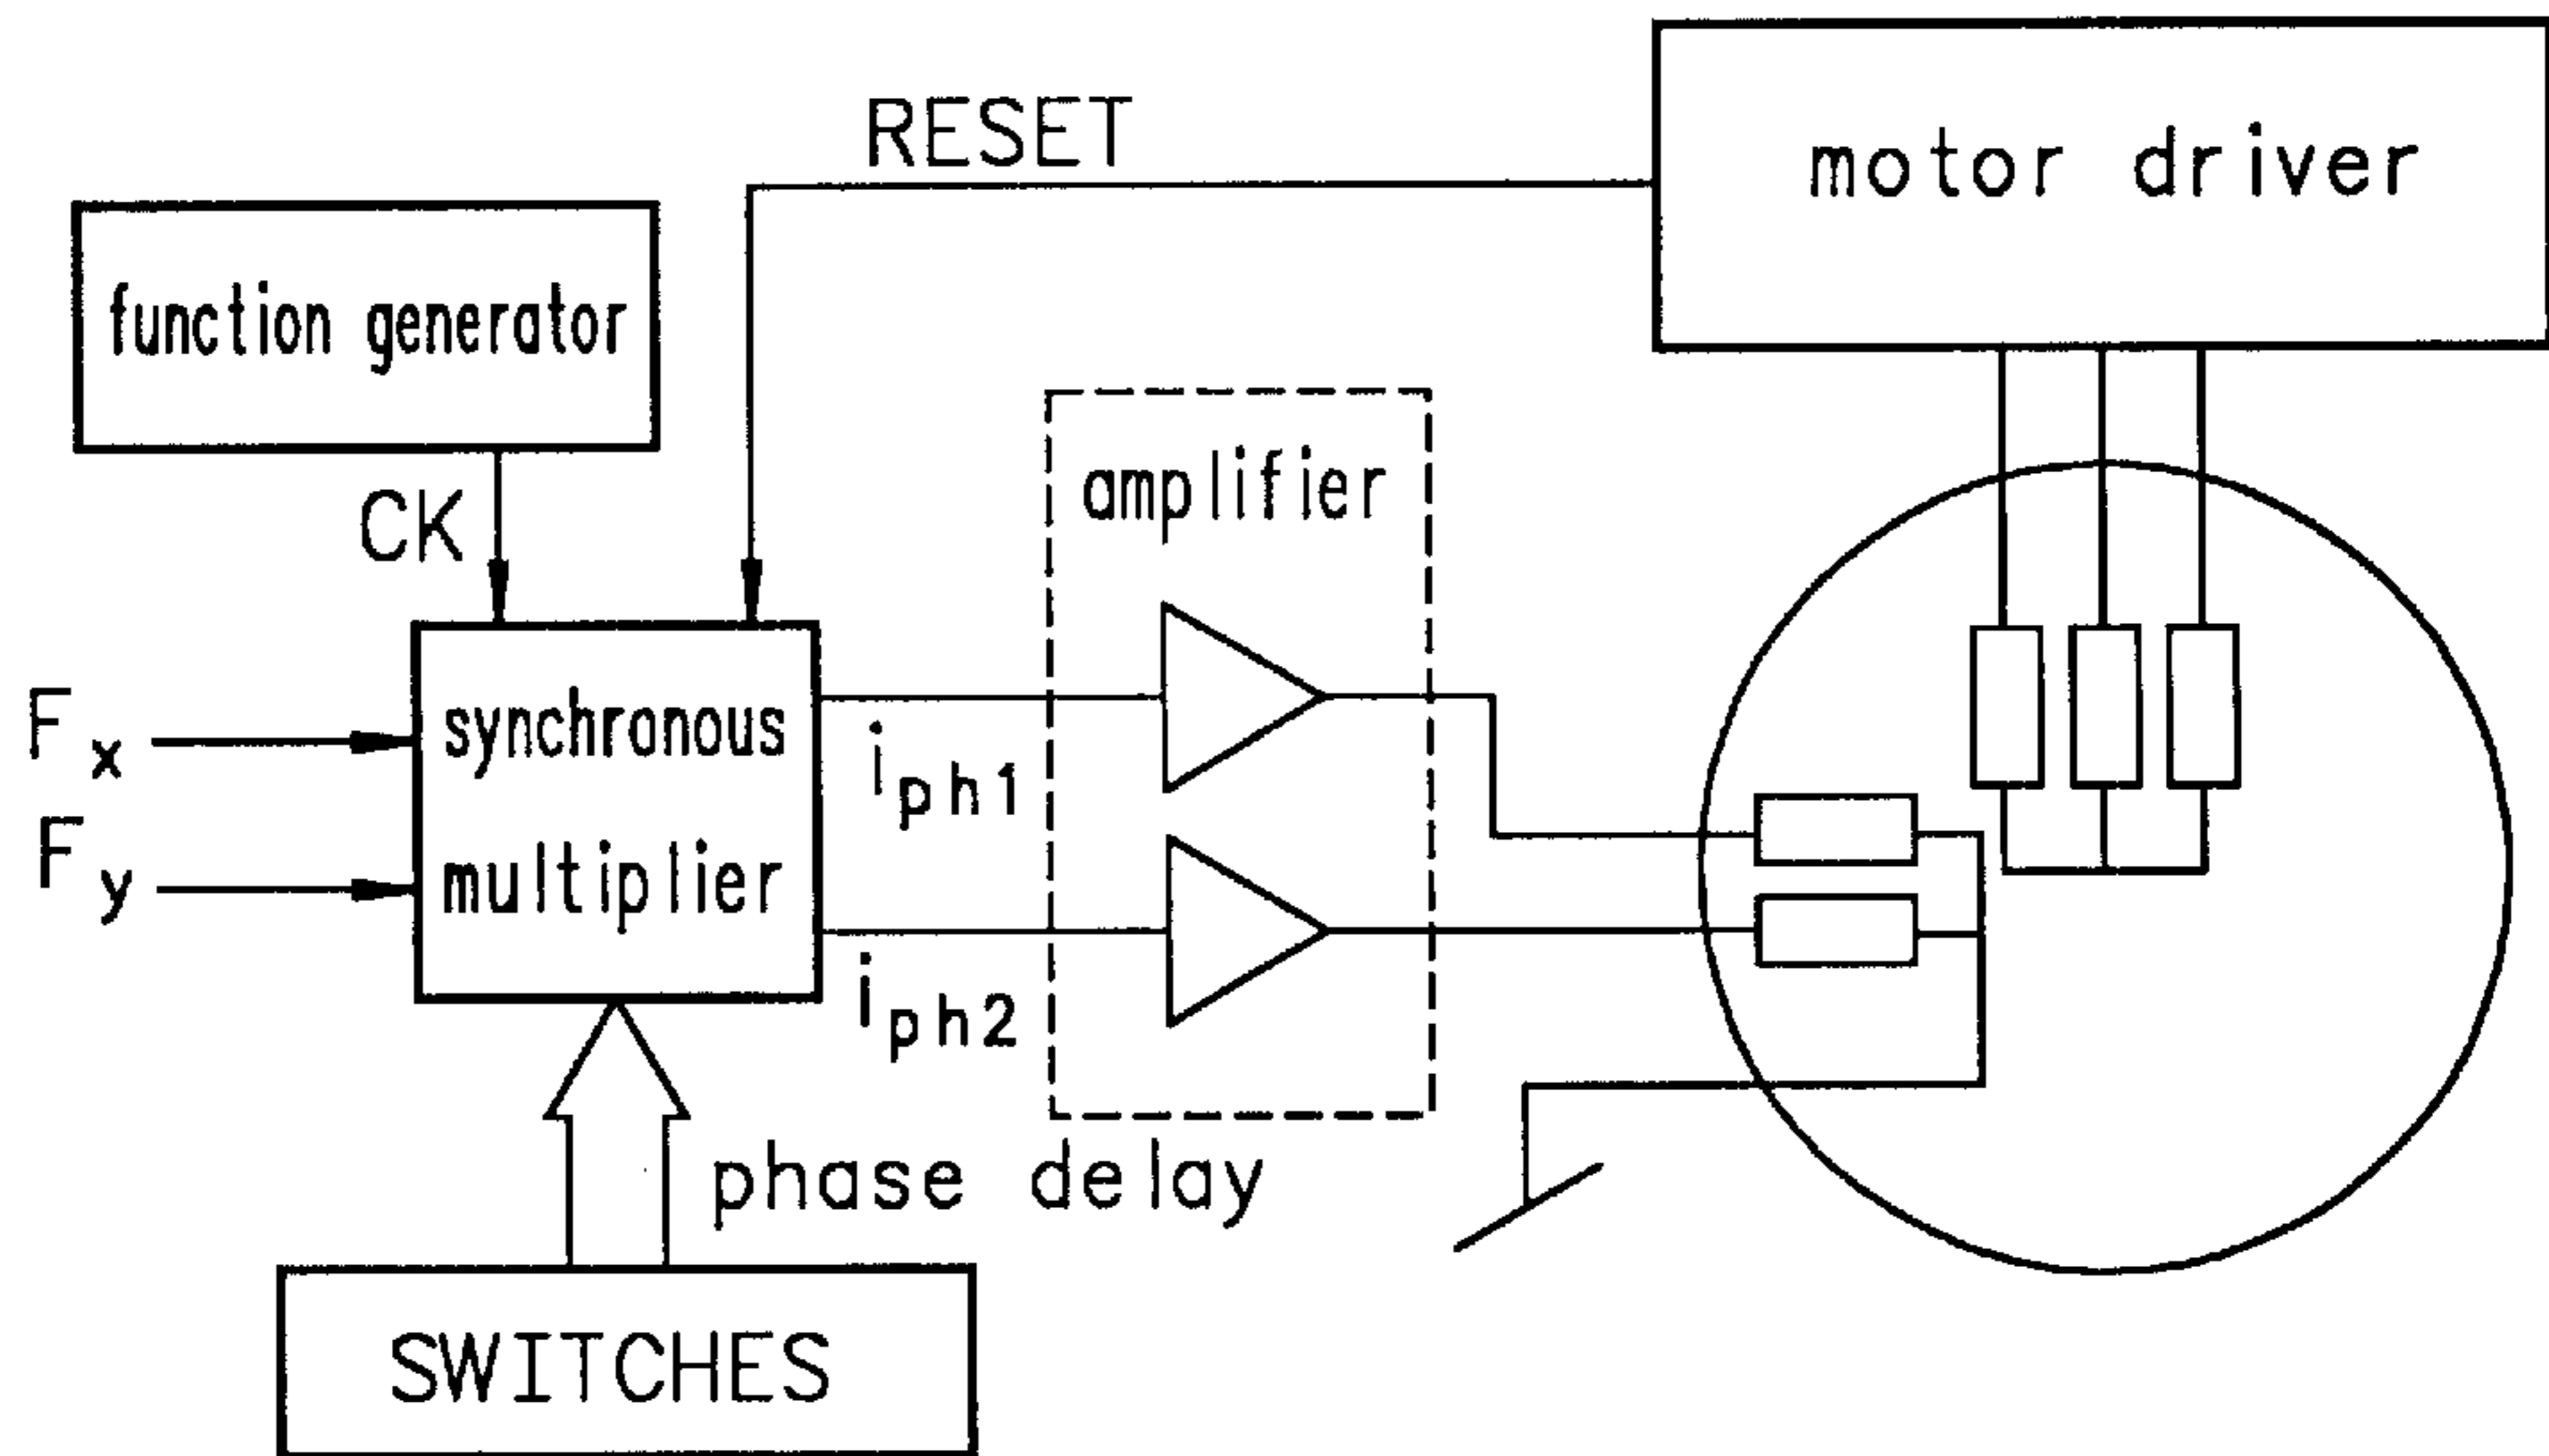 RESET
motor driver
function generator
CK
amplifier
F x
F y
synchronous
multiplier
i ph1
i ph2
phase delay
SWITCHES